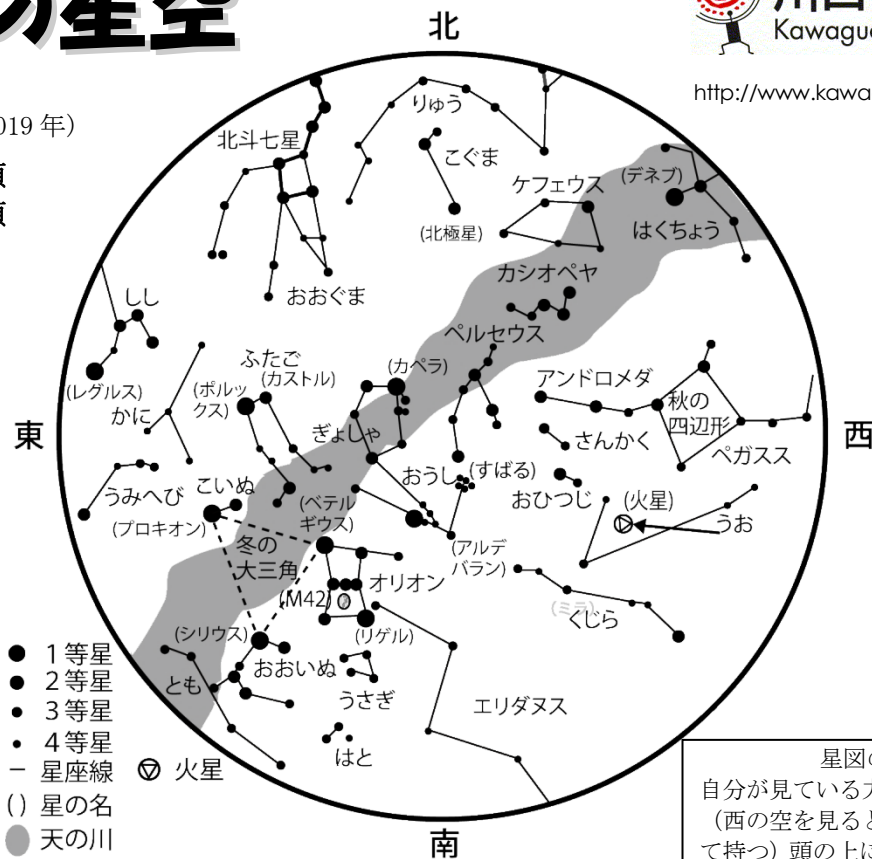 の星空
北
Kawagu
http://www.kawa
019 年）
りゅう
北斗七星
こぐま
ケフェウス
(デネブ)
(北極星)
はくちょう
カシオペヤ
おおぐま
しし
ペルセウス
ふたご
(カペラ)
(カストル)
アンドロメダ
(レグルス)
(ポルックス)
秋の
四辺形
かに
東
ぎょしゃ
さんかく
西
ペガスス
おうし
(すばる)
うみへび
こいぬ
おひつじ
(火星)
(ベテル
ギウス)
(プロキオン)
うお
冬の
大三角
(アルデ
バラン)
オリオン
(M42)
(ミラ)
くじら
(シリウス)
(リゲル)
おおいぬ
とも
うさぎ
エリダヌス
はと
南
1等星
2等星
3等星
4等星
星座線
火星
() 星の名
天の川
星図の
自分が見ている
（西の空を見ると
て持つ）頭の上に